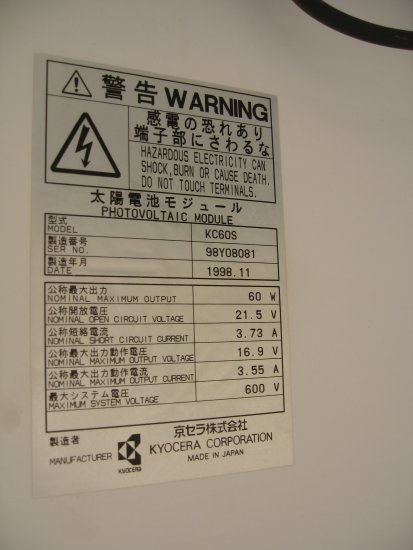 警告 WARNING
感電の恐れあり
端子部にさわるな
HAZARDOUS ELECTRICITY CAN
SHOCK,BURN OR CAUSE DEATH.
DO NOT TOUCH TERMINALS.
太陽電池モジュール
PHOTOVOLTAIC MODULE
型式
MODEL KC60S
製造番号
SER NO. 98Y08081
製造年月
DATE 1998.11
公称最大出力
NOMINAL MAXIMUM OUTPUT 60 W
公称開放電圧
NOMINAL OPEN CIRCUIT VOLTAGE 21.5 V
公称短絡電流
NOMINAL SHORT CIRCUIT CURRENT 3.73 A
公称最大出力動作電圧
NOMINAL MAXIMUM OUTPUT VOLTAGE 16.9 V
公称最大出力動作電流
NOMINAL MAXIMUM OUTPUT CURRENT 3.55 A
最大システム電圧
MAXIMUM SYSTEM VOLTAGE 600 V
製造者
MANUFACTURER
KYOCERA
京セラ株式会社
KYOCERA CORPORATION
MADE IN JAPAN